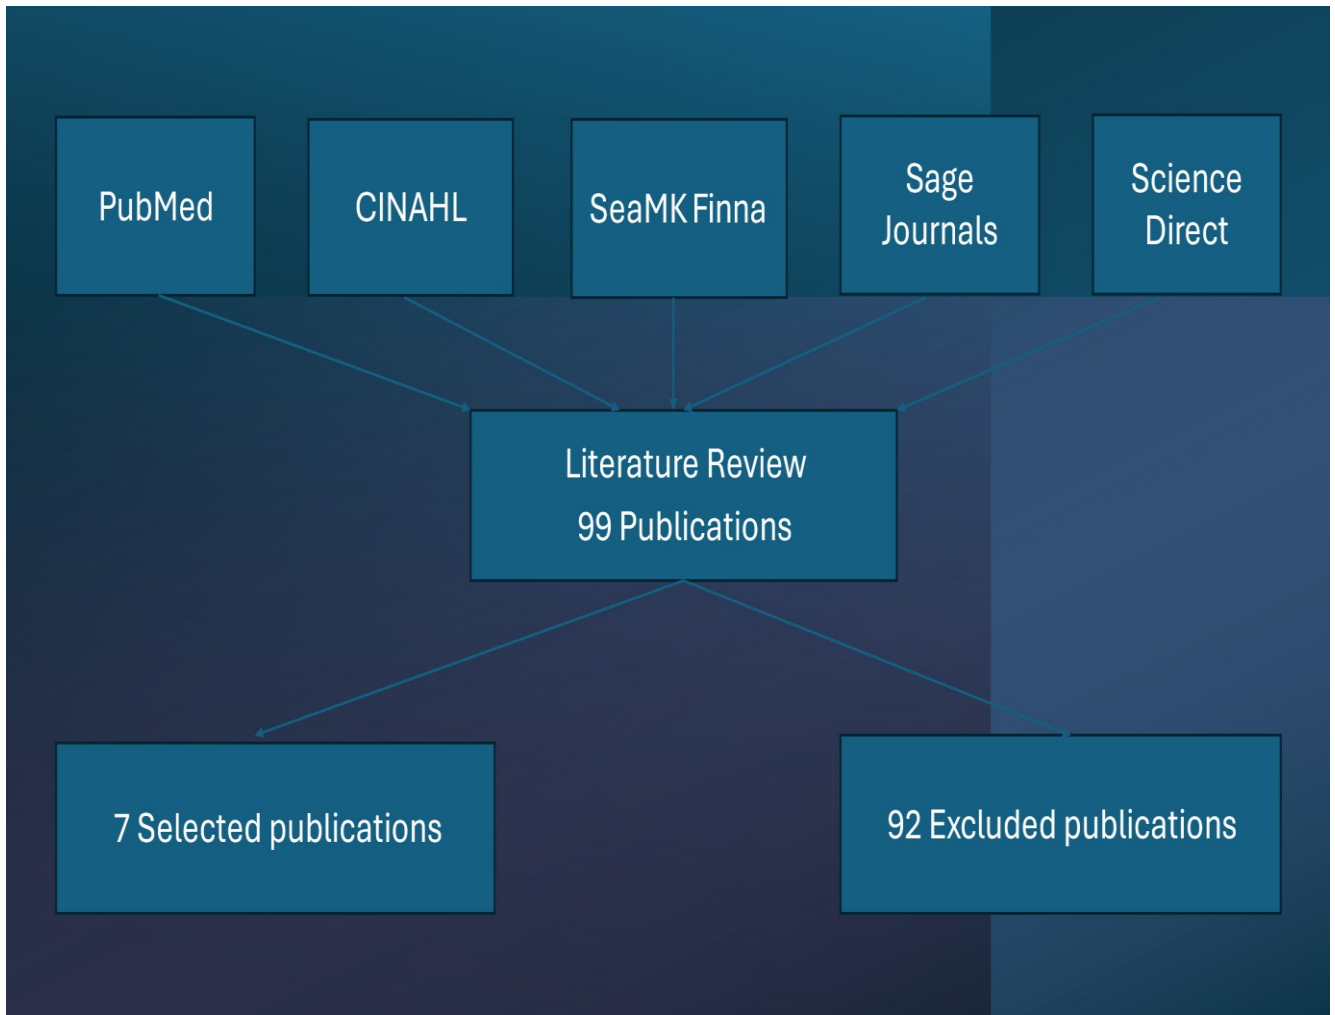 PubMed
CINAHL
SeaMK Finna
Sage
Journals
Science
Direct
Literature Review
99 Publications
7 Selected publications
92 Excluded publications